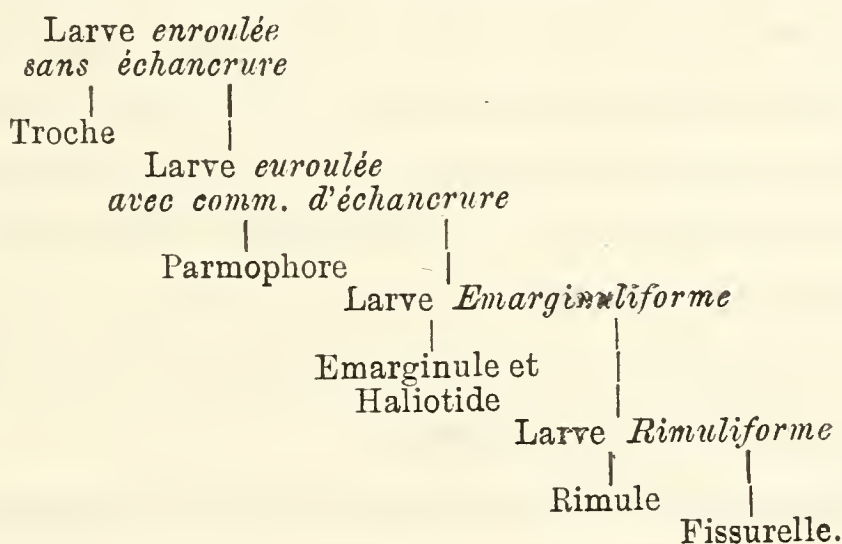 Larve enroulée
sans échancrure
Troche
Larve euroulée
avec comm. d'échancrure
Parmophore
Larve Emarginuliforme
Emarginule et
Haliotide
Larve Rimuliforme
Rimule
Fissurelle.